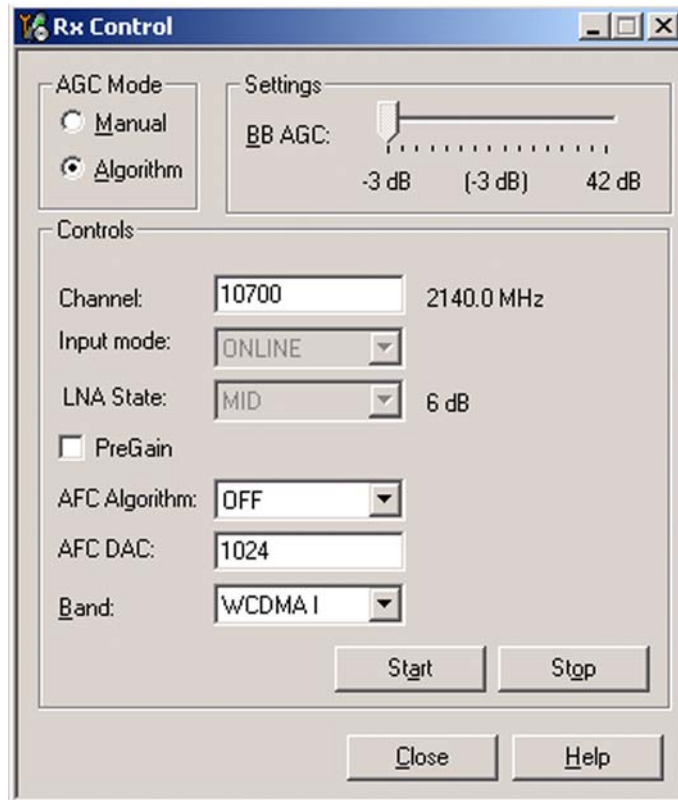 Rx Control
AGC Mode
Manual
Algorithm
Settings
BB AGC:
-3 dB (-3 dB) 42 dB
Controls
Channel: 10700 2140.0 MHz
Input mode: ONLINE
LNA State: MID 6 dB
PreGain
AFC Algorithm: OFF
AFC DAC: 1024
Band: WCDMA I
Start Stop
Close Help